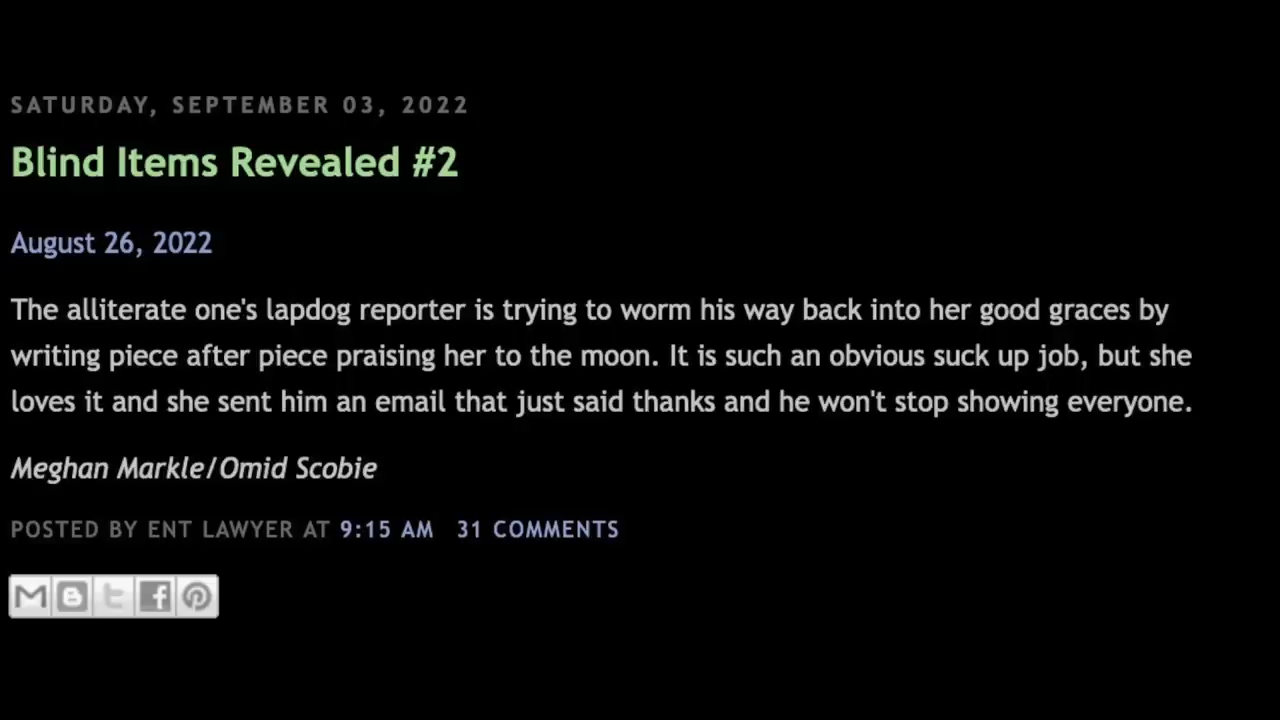 SATURDAY, SEPTEMBER 03, 2022
Blind Items Revealed #2
August 26, 2022
The alliterate one's lapdog reporter is trying to worm his way back into her good graces by
writing piece after piece praising her to the moon. It is such an obvious suck up job, but she
loves it and she sent him an email that just said thanks and he won't stop showing everyone.
Meghan Markle/Omid Scobie
POSTED BY ENT LAWYER AT 9:15 AM 31 COMMENTS